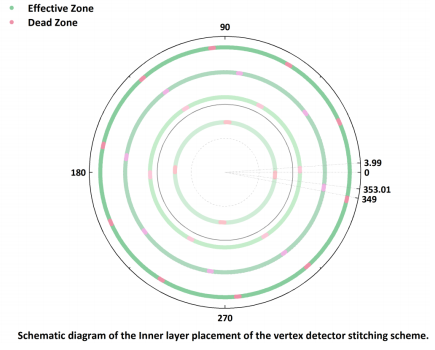 Effective Zone
Dead Zone
90
3.99
180
0
353.01
349
270
Schematic diagram of the Inner layer placement of the vertex detector stitching scheme.